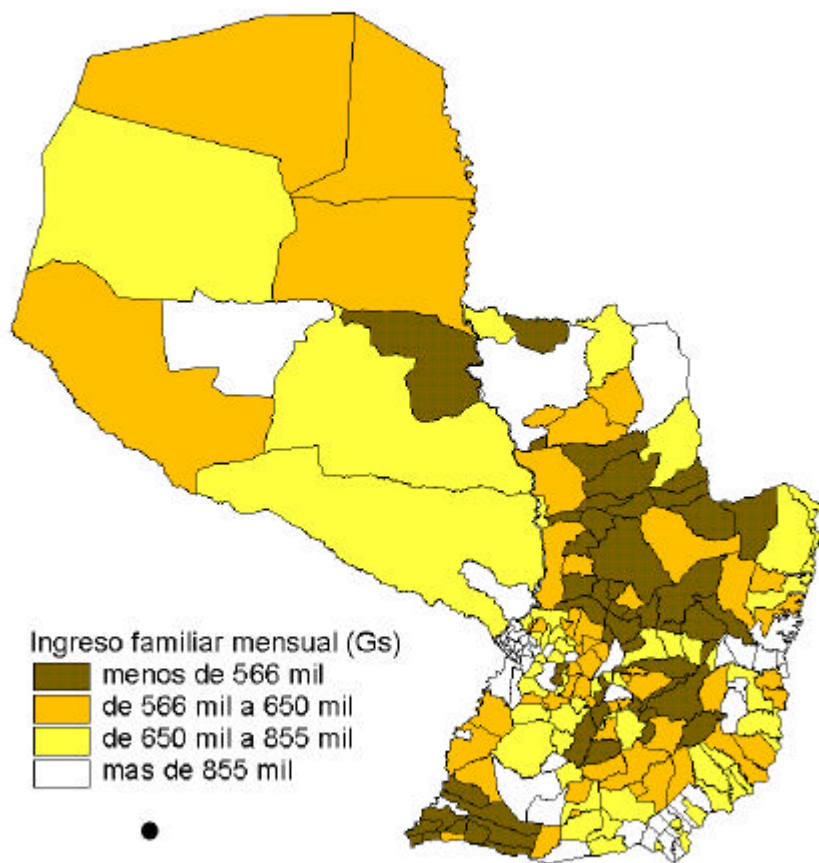 Ingreso familiar mensual (Gs)
menos de 566 mil
de 566 mil a 650 mil
de 650 mil a 855 mil
mas de 855 mil